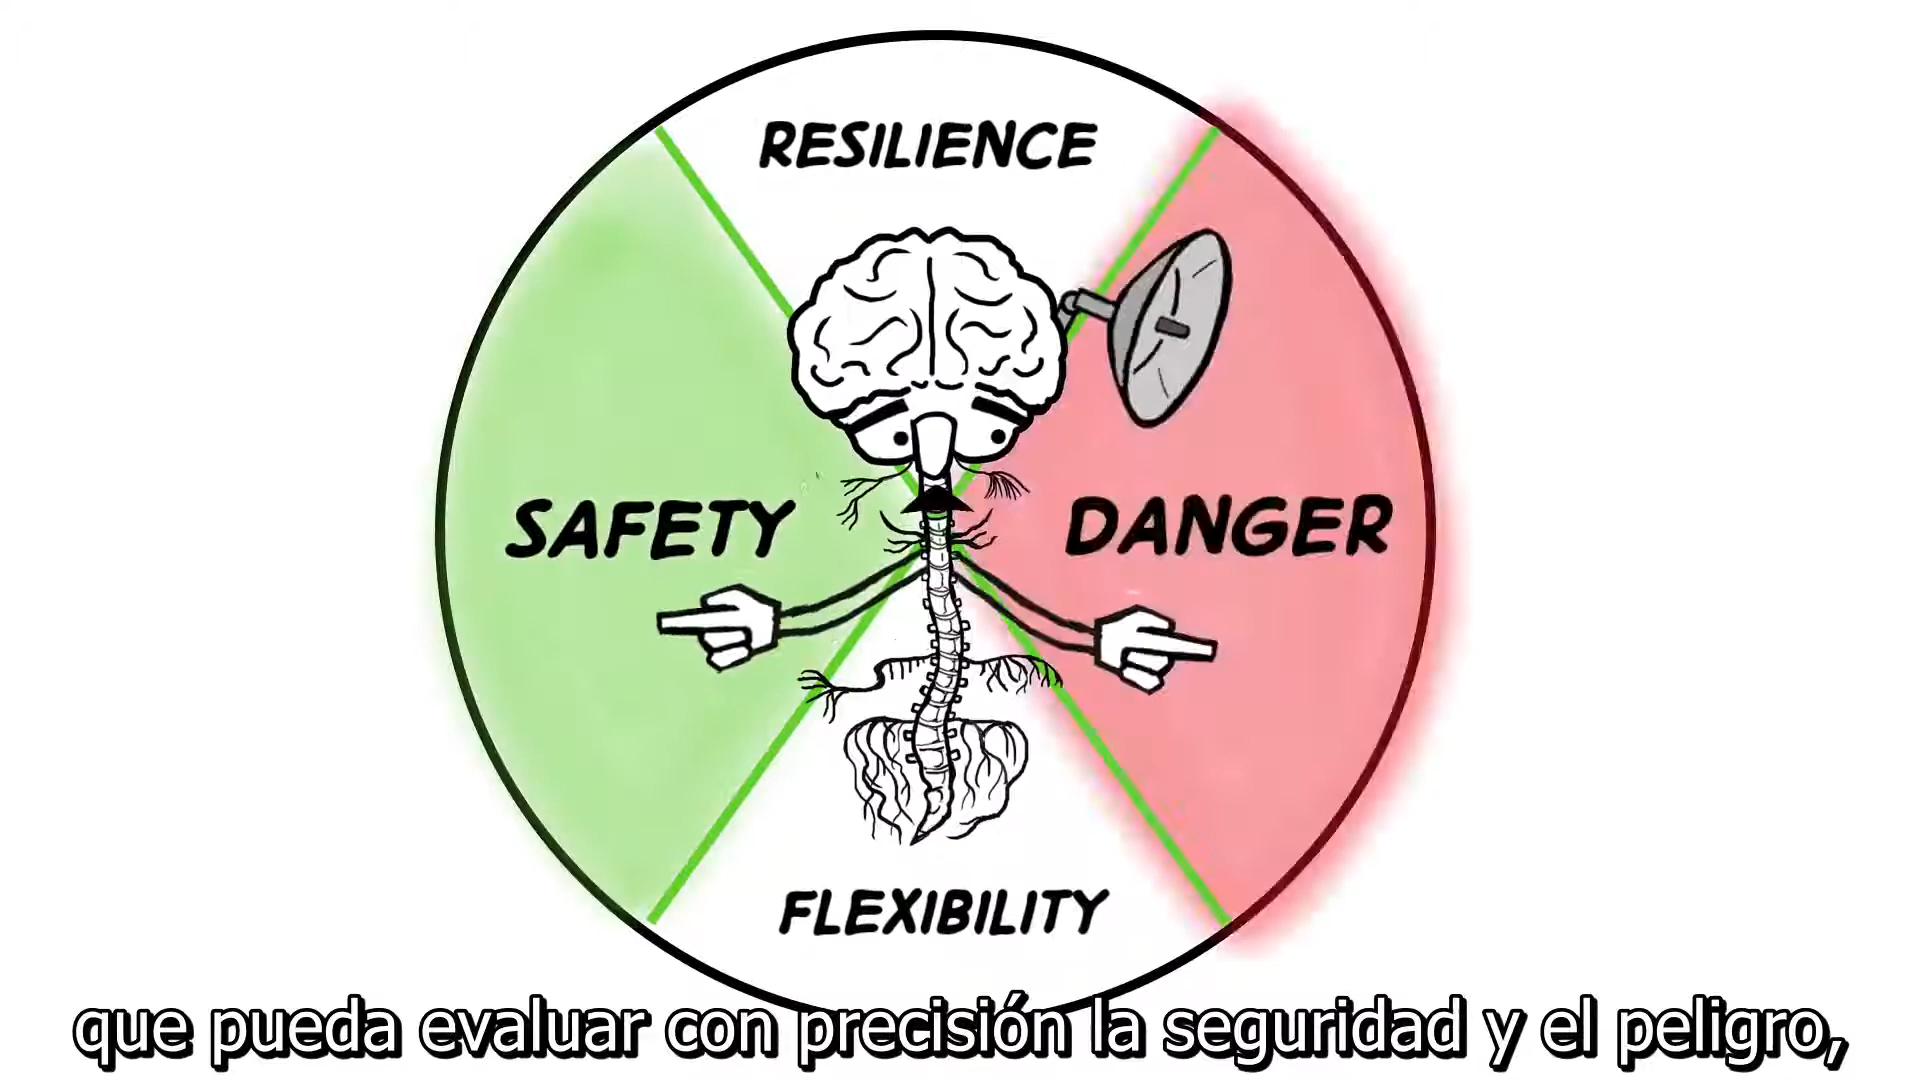 RESILIENCE
SAFETY
DANGER
FLEXIBILITY
que pueda evaluar con precisión la seguridad y el peligro,